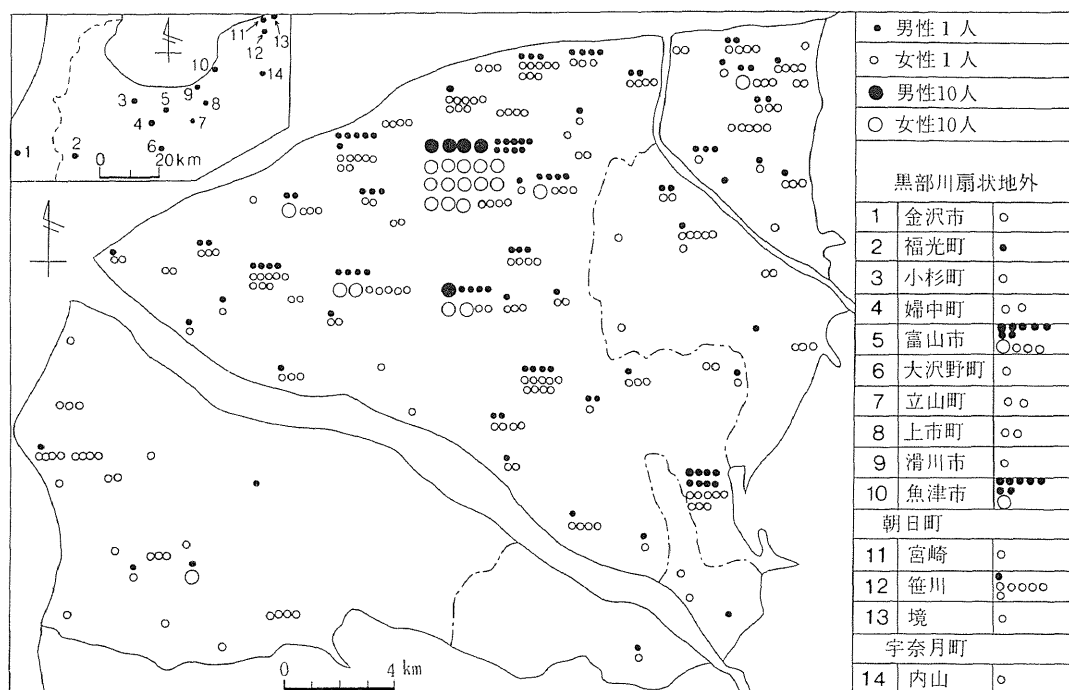 11
12
13
10
14
9
3
5
8
4
7
6
1
2
0 20km
0 4 km
男性1人
女性1人
男性10人
女性10人
黒部川扇状地外
1 金沢市
2 福光町
3 小杉町
4 婦中町
5 富山市
6 大沢野町
7 立山町
8 上市町
9 滑川市
10 魚津市
朝日町
11 宮崎
12 笹川
13 境
宇奈月町
14 内山